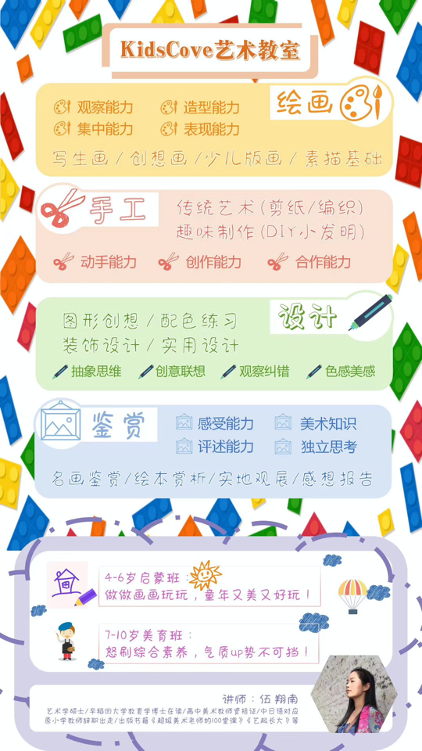 KidsCove艺术教室
绘画
观察能力 造型能力
集中能力 表现能力
写生画/创想画/少儿版画/素描基础
手工
传统艺术(剪纸/编织)
趣味制作(DIY小发明)
动手能力 创作能力 合作能力
图形创想/配色练习
装饰设计/实用设计
设计
抽象思维 创意联想 观察纠错 色感美感
鉴赏
感受能力 美术知识
评述能力 独立思考
名画鉴赏/绘本赏析/实地观展/感想报告
4-6岁启蒙班:
做做画画玩玩,童年又美又好玩!
7-10岁美育班:
怒刷综合素养,气质up势不可挡!
讲师:伍翔南
艺术学硕士/早稻田大学教育学博士在读/高中美术教师资格证/中日德对应
原小学教师辞职出走/出版书籍《超级美术老师的100堂课》《艺起长大》等